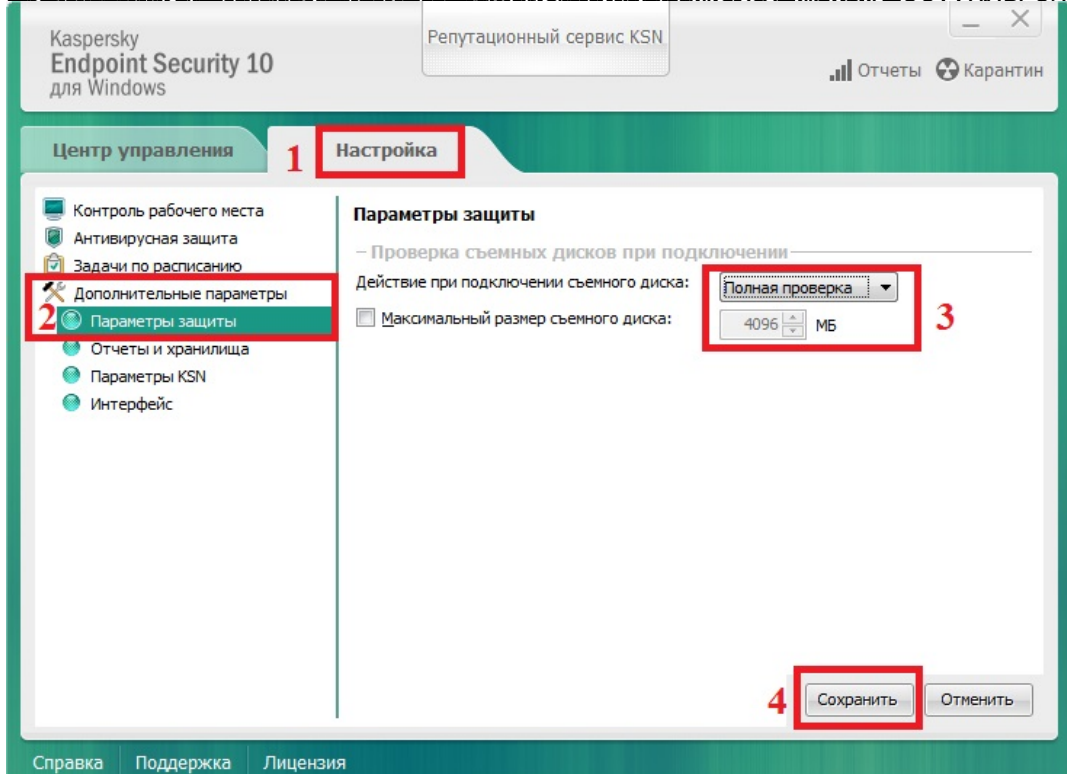 Kaspersky
Endpoint Security 10
для Windows
Репутационный сервис KSN
Отчеты
Карантин
Центр управления
1
Настройка
Контроль рабочего места
Антивирусная защита
Задачи по расписанию
Дополнительные параметры
2
Параметры защиты
Отчеты и хранилища
Параметры KSN
Интерфейс
Параметры защиты
Проверка съемных дисков при подключении
Действие при подключении съемного диска:
Полная проверка
Максимальный размер съемного диска:
4096 МБ
3
4
Сохранить
Отменить
Справка
Поддержка
Лицензия